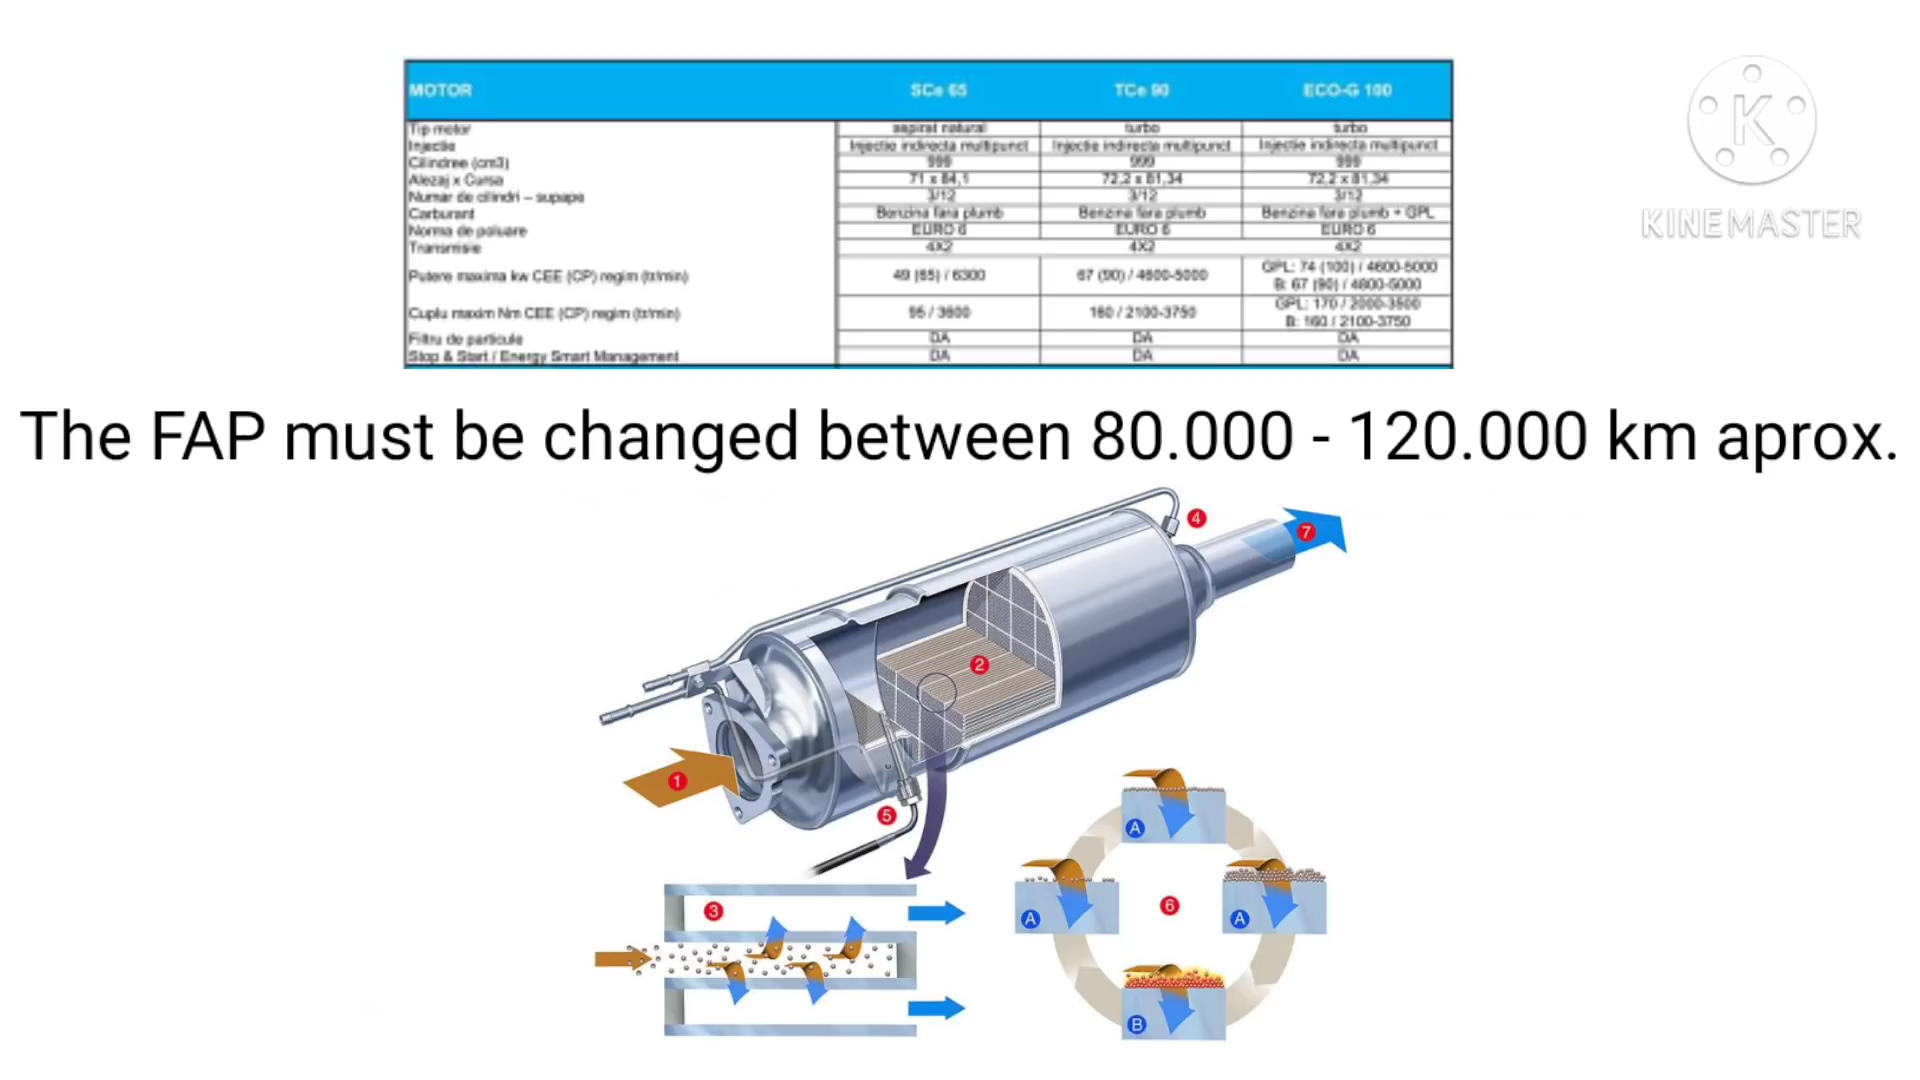 MOTOR SCe 65 TCe 90 ECO-G 100
Tip motor aspirat natural turbo turbo
Injectie Injectie indirecta multipunct Injectie indirecta multipunct Injectie indirecta multipunct
Cilindree (cm3) 999 999 999
Alezaj x Cursa 71 x 84,1 72,2 x 81,34 72,2 x 81,34
Numar de cilindri – supape 3/12 3/12 3/12
Carburant Benzina fara plumb Benzina fara plumb Benzina fara plumb + GPL
Norma de poluare EURO 6 EURO 6 EURO 6
Transmisie 4X2 4X2 4X2
Putere maxima kw CEE (CP) regim (tr/min) 49 (65) / 6300 67 (90) / 4600-5000 GPL: 74 (100) / 4600-5000
B: 67 (90) / 4600-5000
Cuplu maxim Nm CEE (CP) regim (tr/min) 95 / 3600 160 / 2100-3750 GPL: 170 / 2000-3500
B: 160 / 2100-3750
Filtru de particule DA DA DA
Stop & Start / Energy Smart Management DA DA DA
K
KINEMASTER
The FAP must be changed between 80.000 - 120.000 km aprox.
4
7
2
1
5
A
3
6
A
A
B